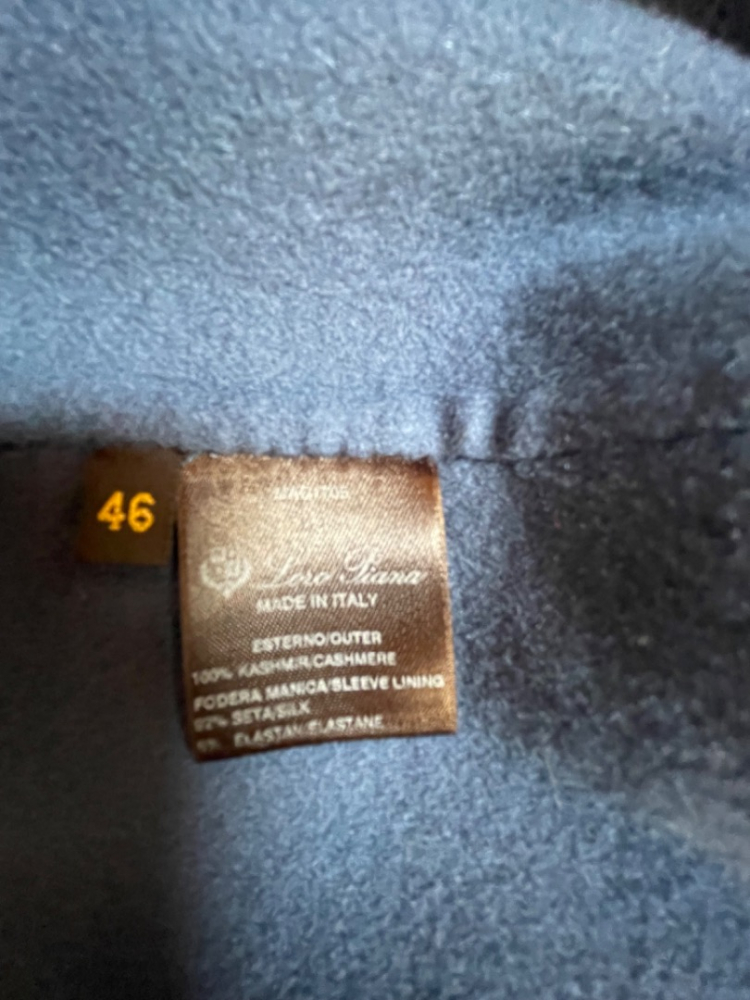 46
Loro Piana
MADE IN ITALY
ESTERNO/OUTER
100% KASHMIR/CASHMERE
FODERA MANICA/SLEEVE LINING
SETA/SILK
ELASTAN/ELASTANE